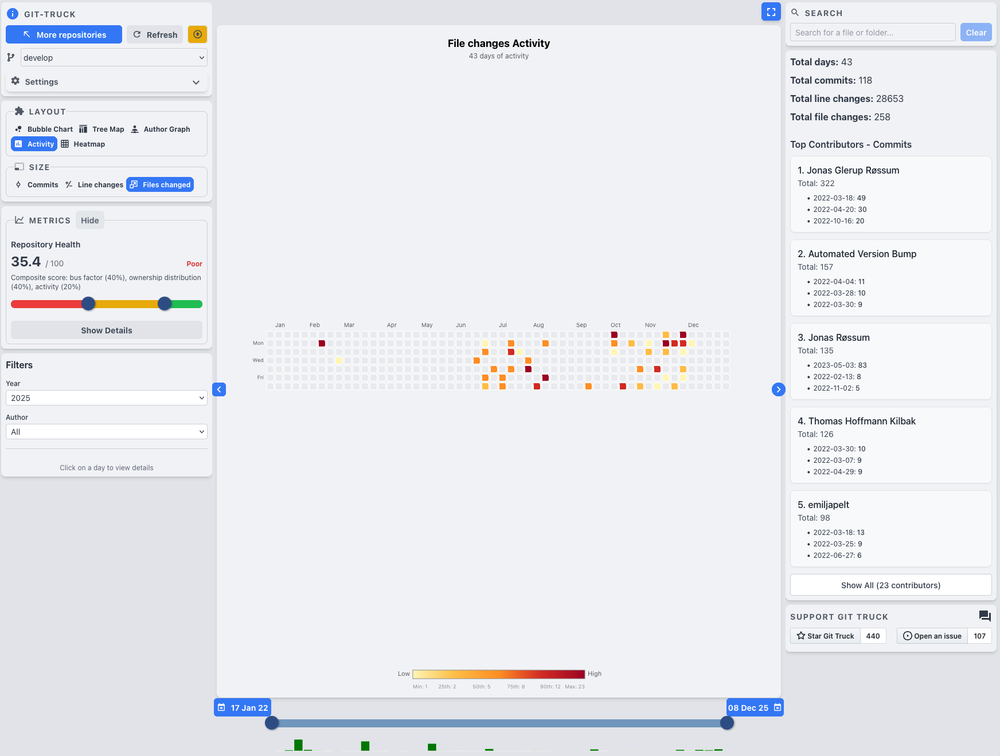 GIT-TRUCK
More repositories
Refresh
develop
Settings
LAYOUT
Bubble Chart
Tree Map
Author Graph
Activity
Heatmap
SIZE
Commits
Line changes
Files changed
METRICS
Hide
Repository Health
35.4 / 100
Poor
Composite score: bus factor (40%), ownership distribution
(40%), activity (20%)
Show Details
Filters
Year
2025
Author
All
Click on a day to view details
File changes Activity
43 days of activity
Jan Feb Mar Apr May Jun Jul Aug Sep Oct Nov Dec
Mon
Wed
Fri
Low
High
Min: 1 25th: 2 50th: 5 75th: 8 90th: 12 Max: 23
17 Jan 22
08 Dec 25
SEARCH
Search for a file or folder...
Clear
Total days: 43
Total commits: 118
Total line changes: 28653
Total file changes: 258
Top Contributors - Commits
1. Jonas Glerup Røssum
Total: 322
• 2022-03-18: 49
• 2022-04-20: 30
• 2022-10-16: 20
2. Automated Version Bump
Total: 157
• 2022-04-04: 11
• 2022-03-28: 10
• 2022-03-30: 9
3. Jonas Røssum
Total: 135
• 2023-05-03: 83
• 2022-02-13: 8
• 2022-11-02: 5
4. Thomas Hoffmann Kilbak
Total: 126
• 2022-03-30: 10
• 2022-03-07: 9
• 2022-04-29: 9
5. emiljapelt
Total: 98
• 2022-03-18: 13
• 2022-03-25: 9
• 2022-06-27: 6
Show All (23 contributors)
SUPPORT GIT TRUCK
Star Git Truck 440
Open an issue 107